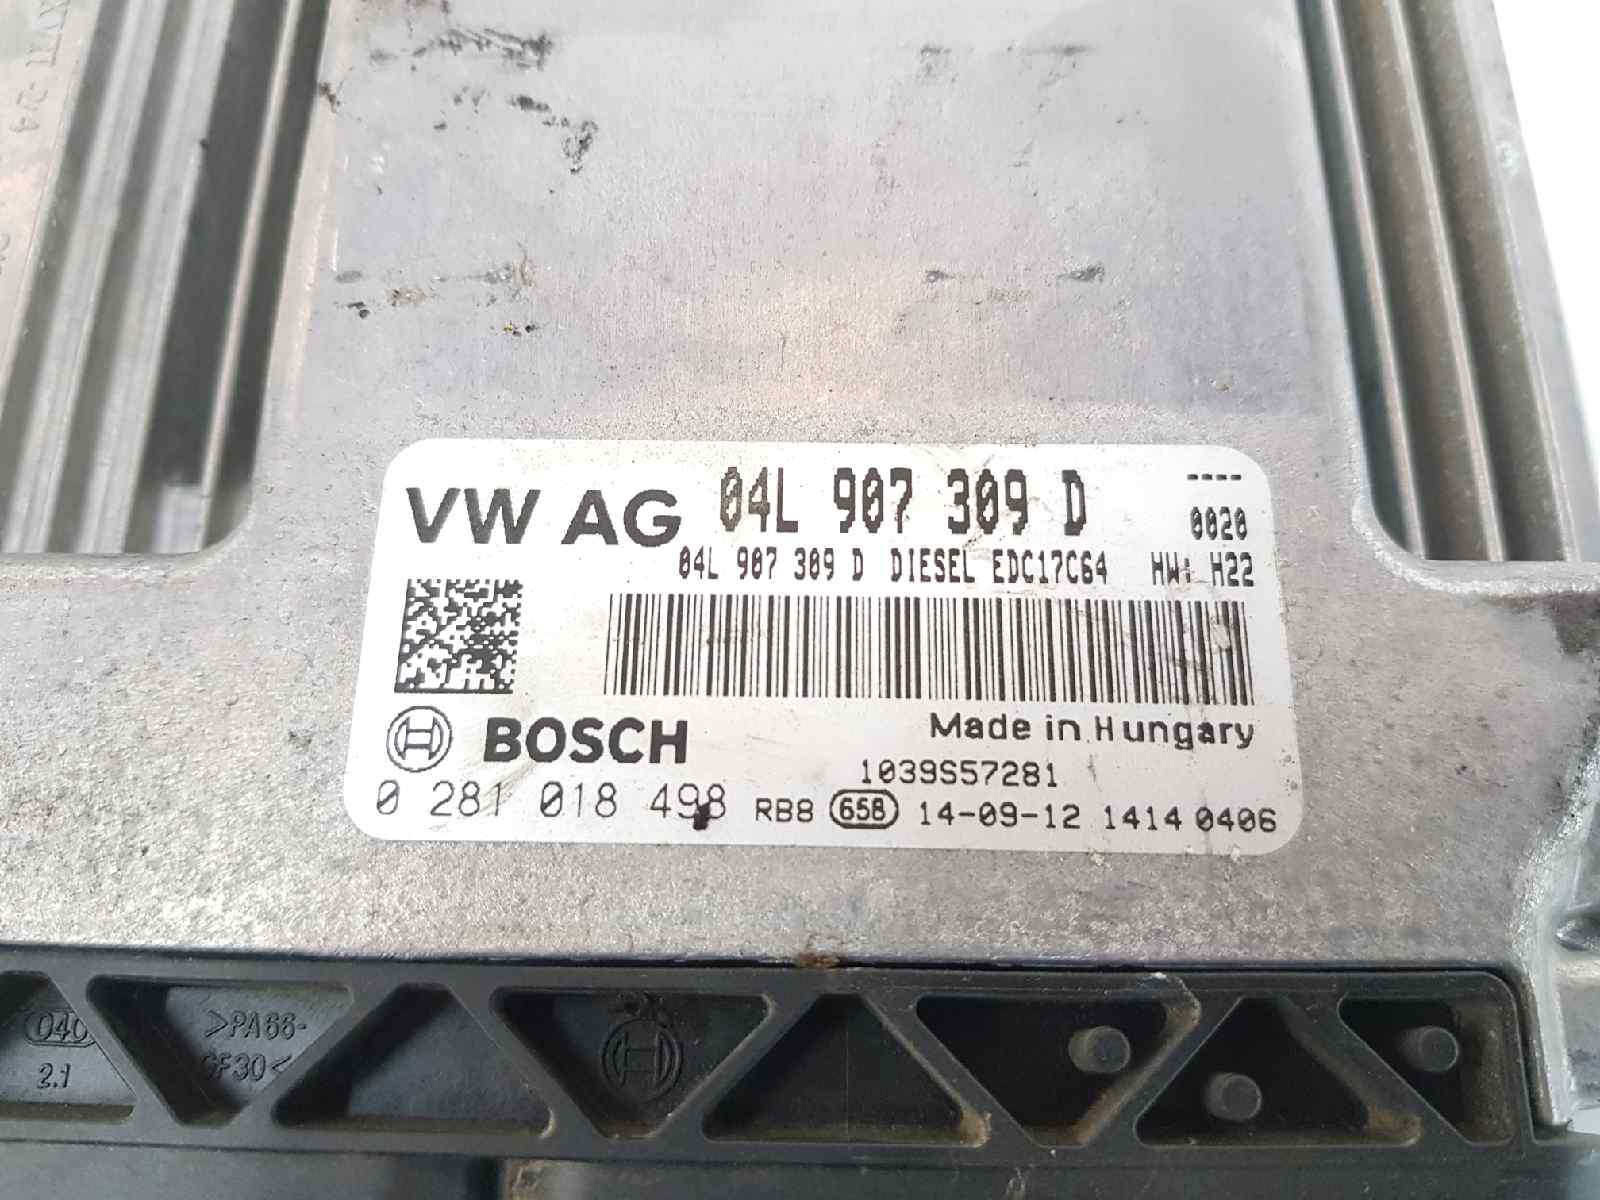 VW AG 04L 907 309 D ----
0020
04L 907 309 D DIESEL EDC17C64 HW: H22
BOSCH
Made in Hungary
1039S57281
0 281 018 498 RB8 658 14-09-12 1414 0406
040
2.1
>PA66-
GF30<